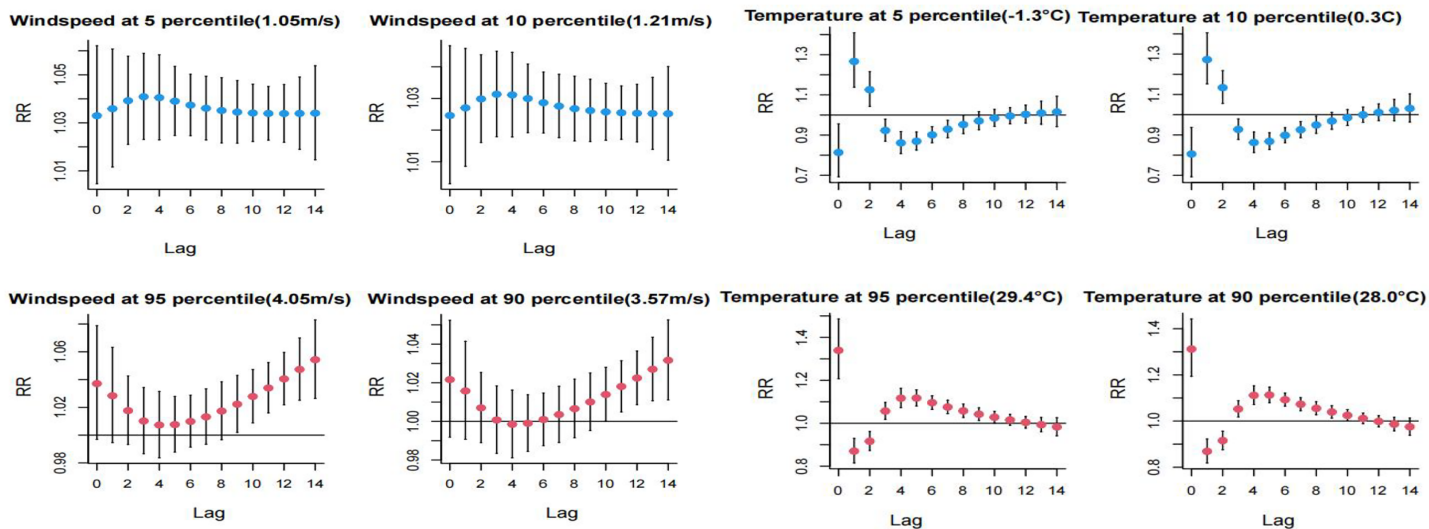 Windspeed at 5 percentile(1.05m/s)
RR
1.05
1.03
1.01
0 2 4 6 8 10 12 14
Lag
Windspeed at 10 percentile(1.21m/s)
RR
1.03
1.01
0 2 4 6 8 10 12 14
Lag
Temperature at 5 percentile(-1.3°C)
RR
1.3
1.1
0.9
0.7
0 2 4 6 8 10 12 14
Lag
Temperature at 10 percentile(0.3C)
RR
1.3
1.1
0.9
0.7
0 2 4 6 8 10 12 14
Lag
Windspeed at 95 percentile(4.05m/s)
RR
1.06
1.02
0.98
0 2 4 6 8 10 12 14
Lag
Windspeed at 90 percentile(3.57m/s)
RR
1.04
1.02
1.00
0.98
0 2 4 6 8 10 12 14
Lag
Temperature at 95 percentile(29.4°C)
RR
1.4
1.2
1.0
0.8
0 2 4 6 8 10 12 14
Lag
Temperature at 90 percentile(28.0°C)
RR
1.4
1.2
1.0
0.8
0 2 4 6 8 10 12 14
Lag